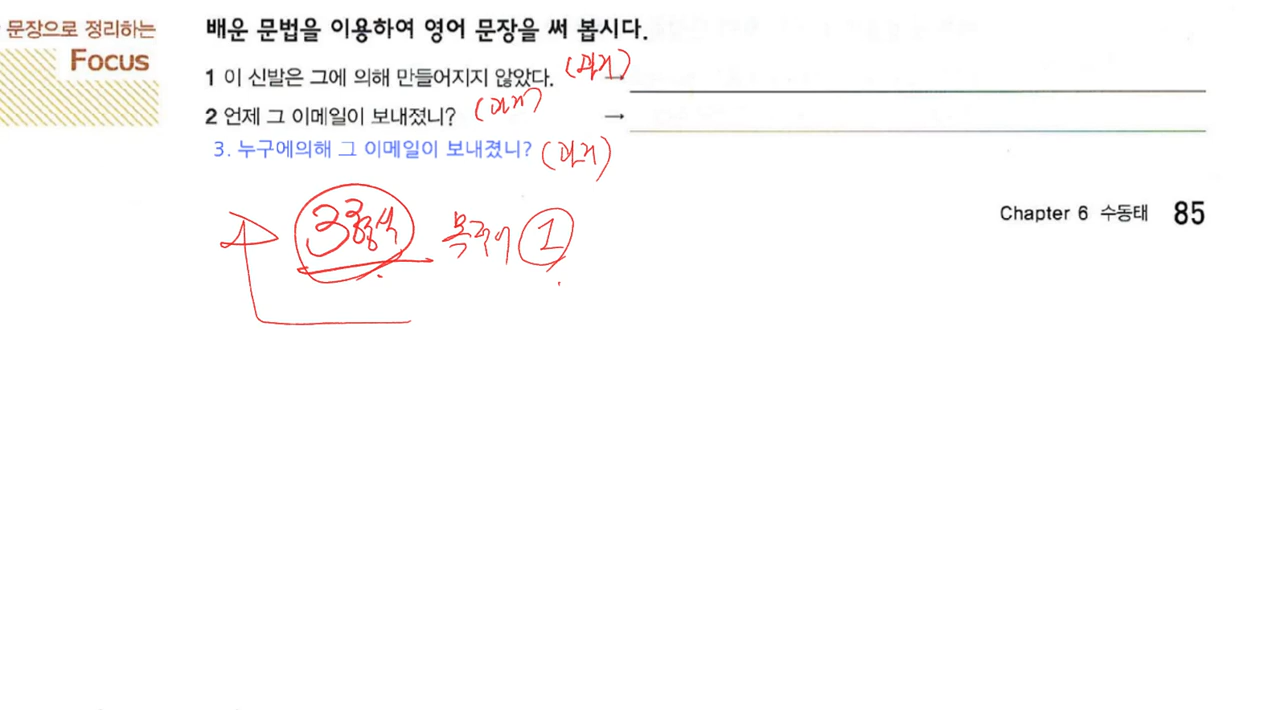 문장으로 정리하는
FOCUS
배운 문법을 이용하여 영어 문장을 써 봅시다.
1 이 신발은 그에 의해 만들어지지 않았다. (과거) →
2 언제 그 이메일이 보내졌니? (과거) →
3. 누구에의해 그 이메일이 보내졌니? (과거)
3형식 목적어 1
Chapter 6 수동태 85